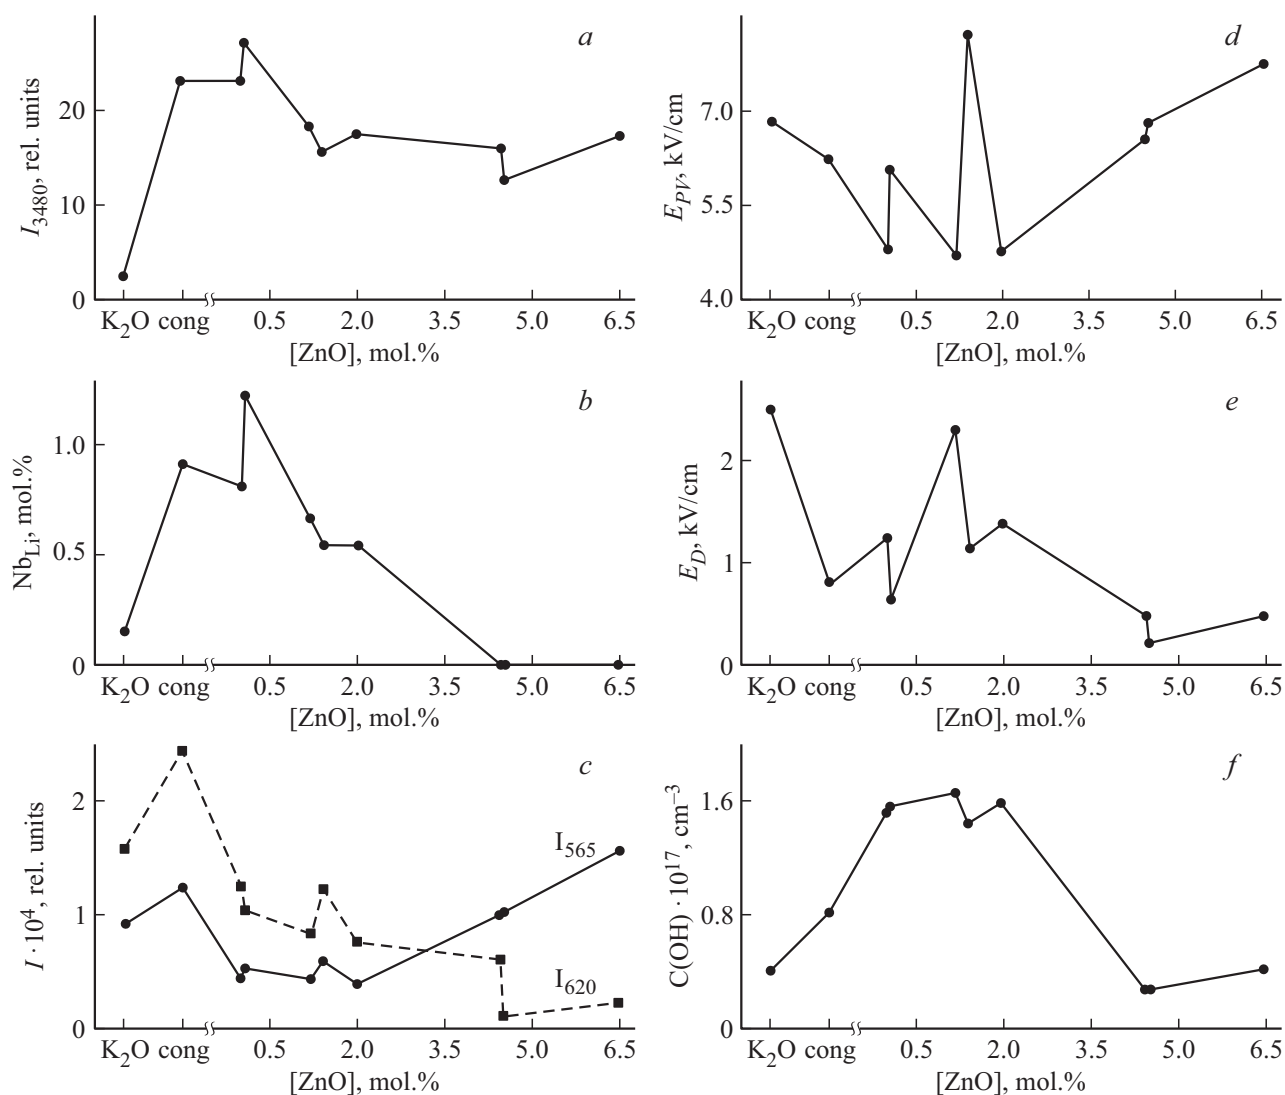 a
I3480, rel. units
20
10
0
K2O cong 0.5 2.0 3.5 5.0 6.5
[ZnO], mol.%
d
EPV, kV/cm
7.0
5.5
4.0
K2O cong 0.5 2.0 3.5 5.0 6.5
[ZnO], mol.%
b
NbLi, mol.%
1.0
0.5
0
K2O cong 0.5 2.0 3.5 5.0 6.5
[ZnO], mol.%
e
ED, kV/cm
2
1
0
K2O cong 0.5 2.0 3.5 5.0 6.5
[ZnO], mol.%
c
I · 10^4, rel. units
2
1
0
I565
I620
K2O cong 0.5 2.0 3.5 5.0 6.5
[ZnO], mol.%
f
C(OH) · 10^17, cm^−3
1.6
0.8
0
K2O cong 0.5 2.0 3.5 5.0 6.5
[ZnO], mol.%